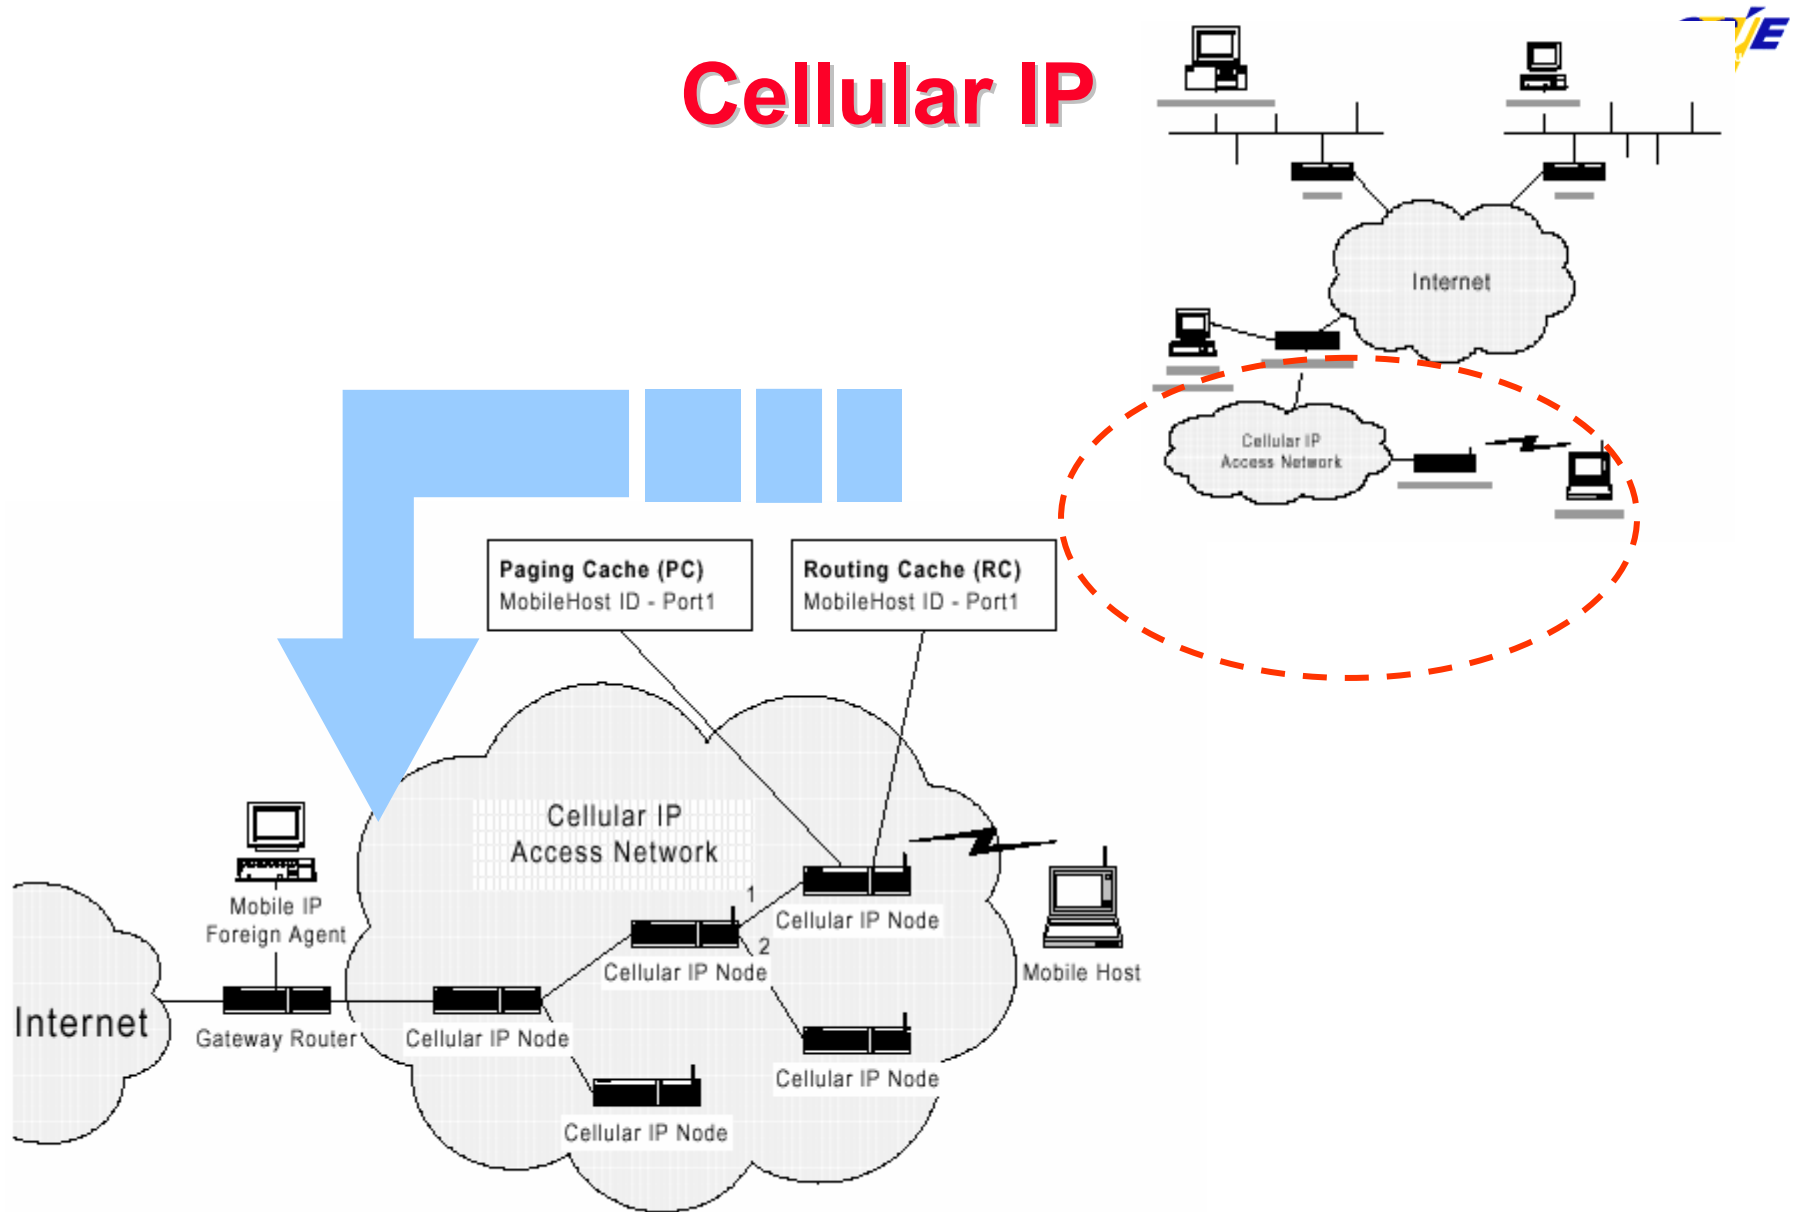 Cellular IP
Internet
Cellular IP
Access Network
Paging Cache (PC)
MobileHost ID - Port1
Routing Cache (RC)
MobileHost ID - Port1
Cellular IP
Access Network
Mobile IP
Foreign Agent
1
Cellular IP Node
2
Cellular IP Node
Mobile Host
Internet
Gateway Router
Cellular IP Node
Cellular IP Node
Cellular IP Node